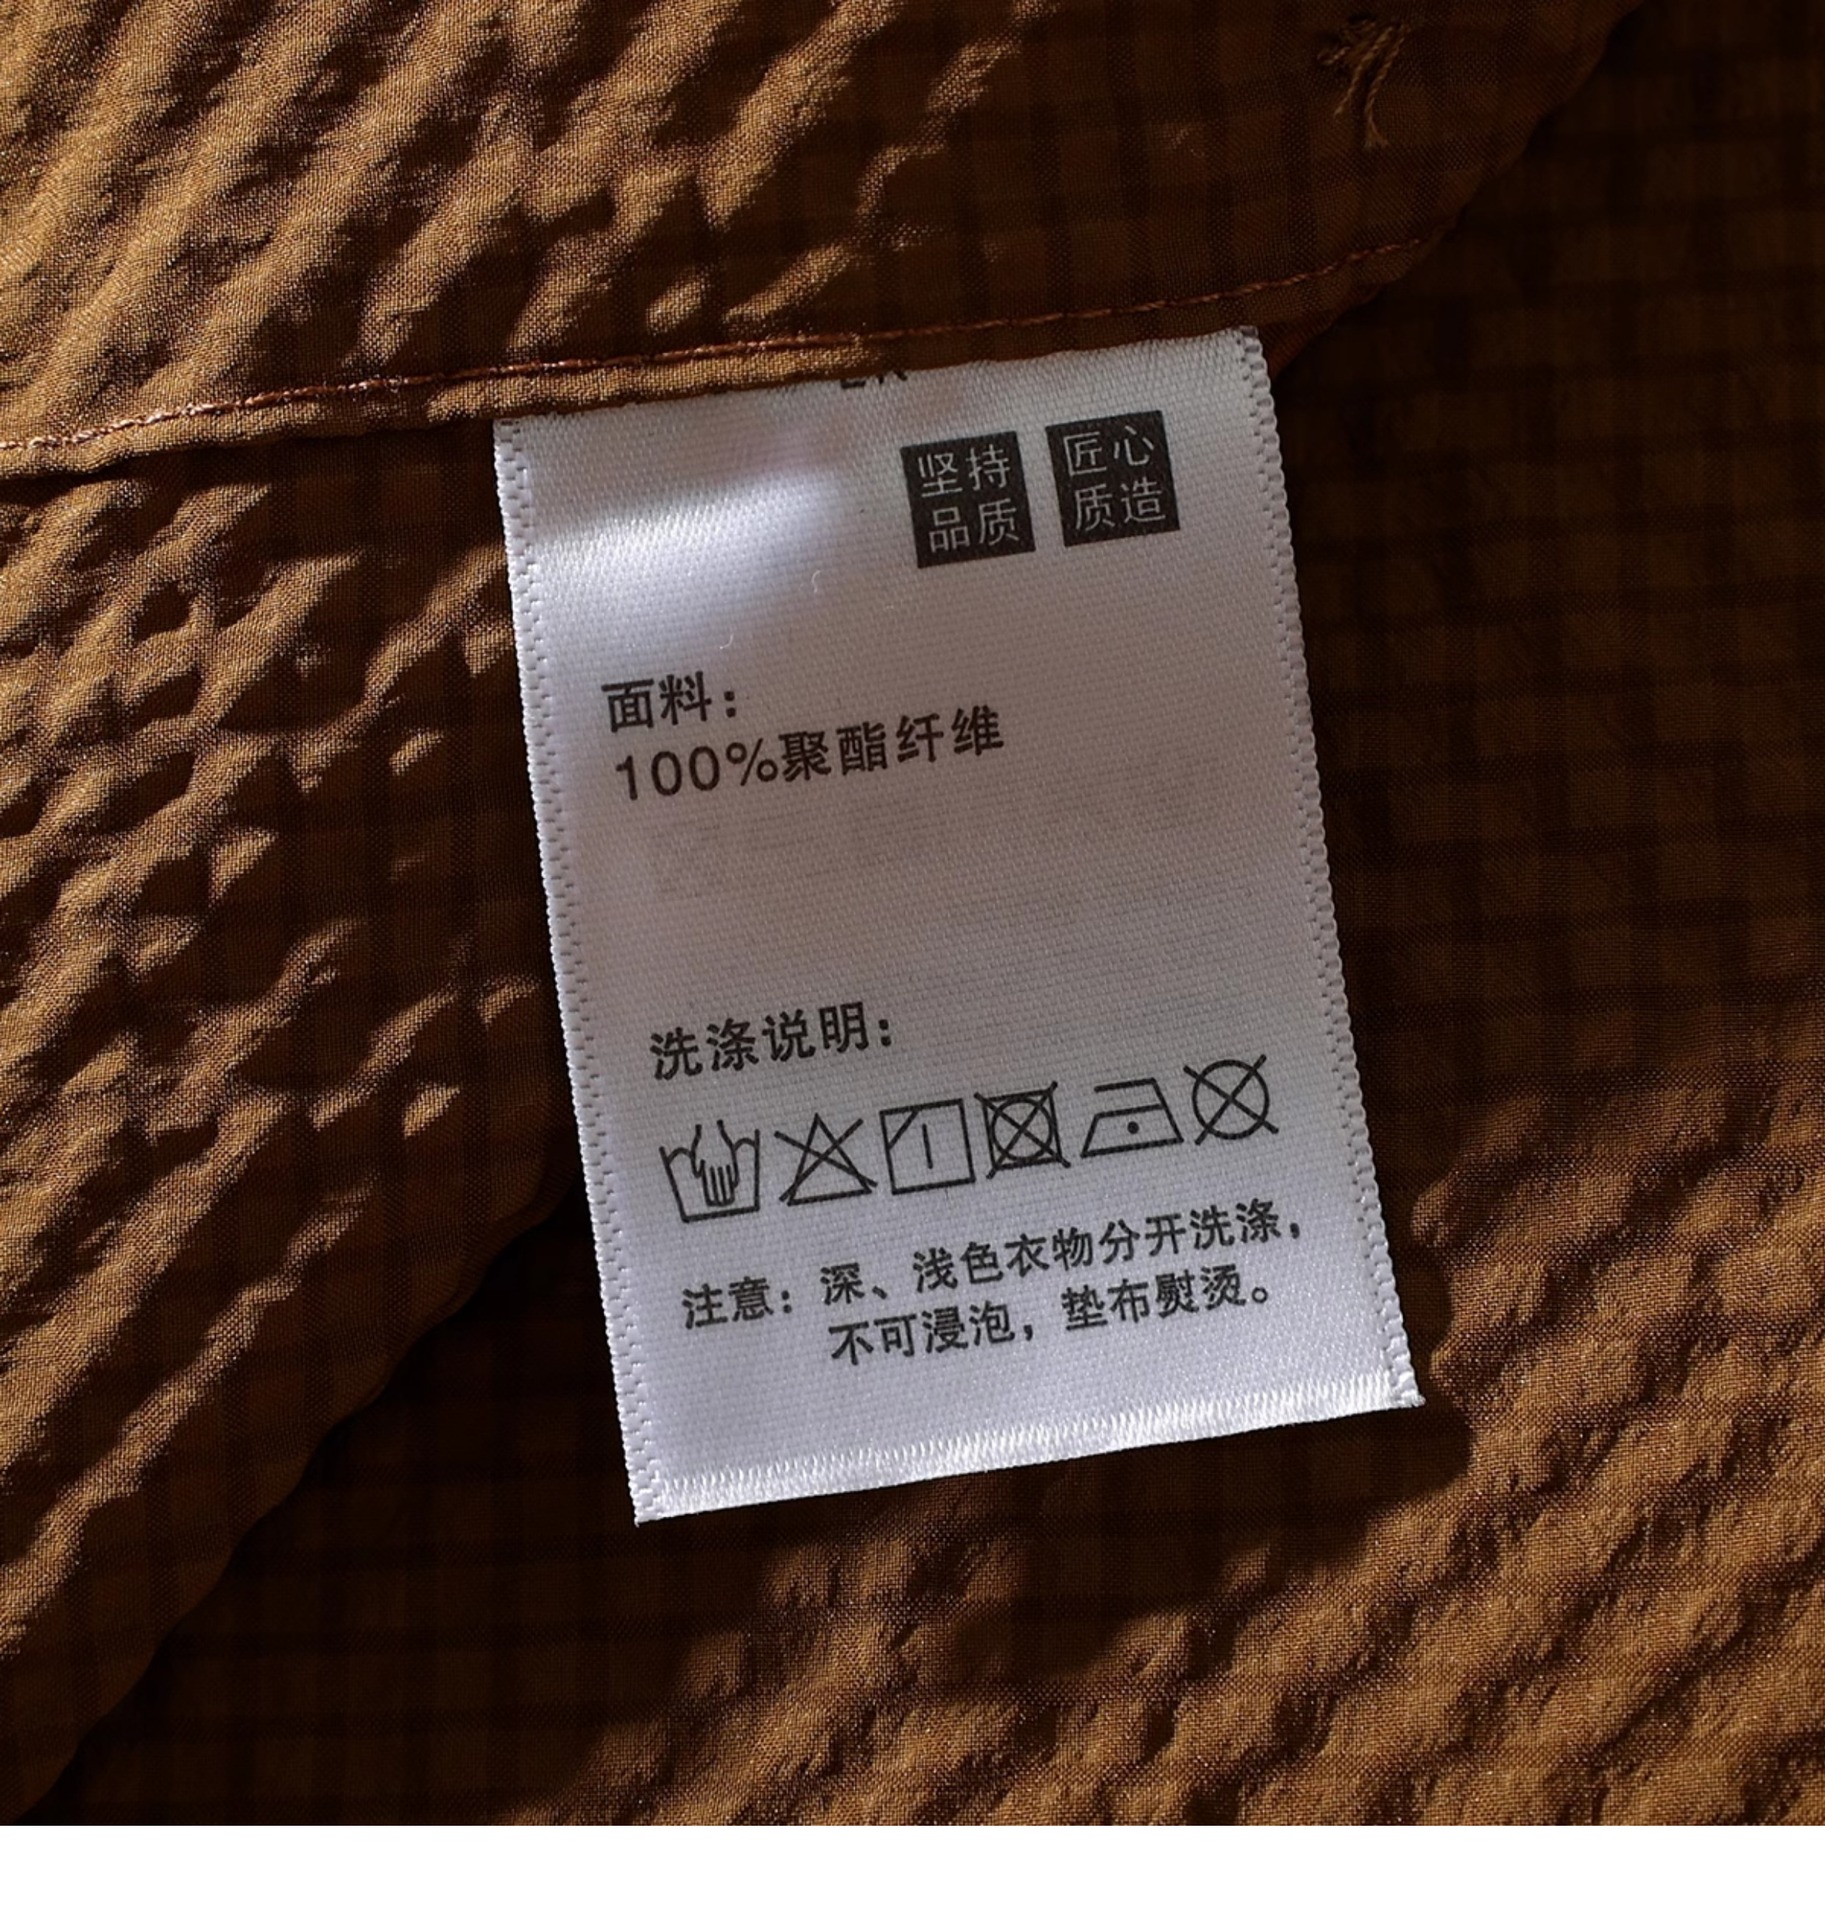 坚持
品质
匠心
质造
面料：
100%聚酯纤维
洗涤说明：
注意：深、浅色衣物分开洗涤，
不可浸泡，垫布熨烫。